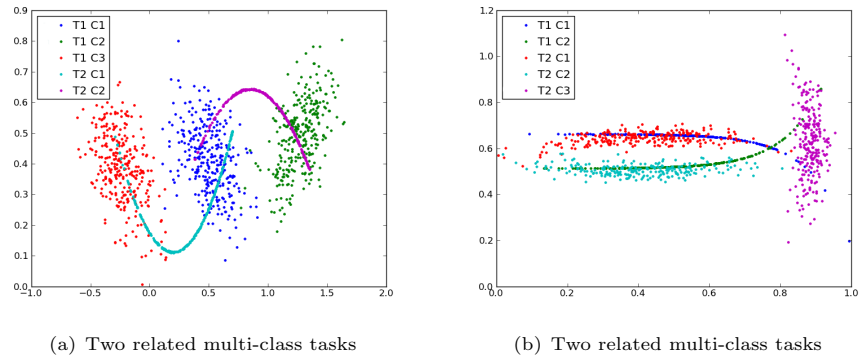 T1 C1
T1 C2
T1 C3
T2 C1
T2 C2
0.9
0.8
0.7
0.6
0.5
0.4
0.3
0.2
0.1
0.0
−1.0 −0.5 0.0 0.5 1.0 1.5 2.0
(a) Two related multi-class tasks
T1 C1
T1 C2
T2 C1
T2 C2
T2 C3
1.2
1.0
0.8
0.6
0.4
0.2
0.0
0.0 0.2 0.4 0.6 0.8 1.0
(b) Two related multi-class tasks